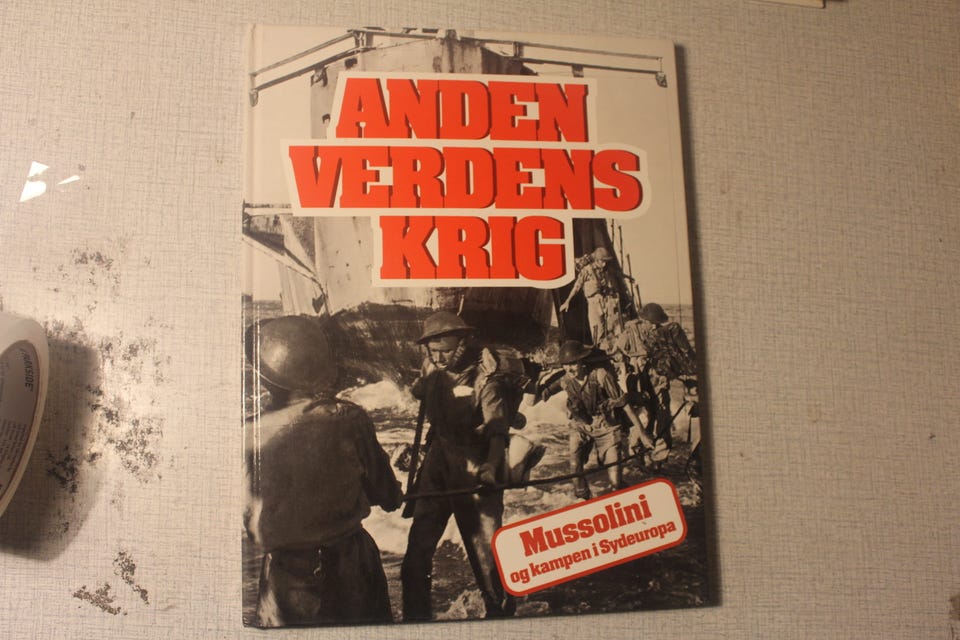 ANDEN
VERDENS
KRIG
Mussolini
og kampen i Sydeuropa